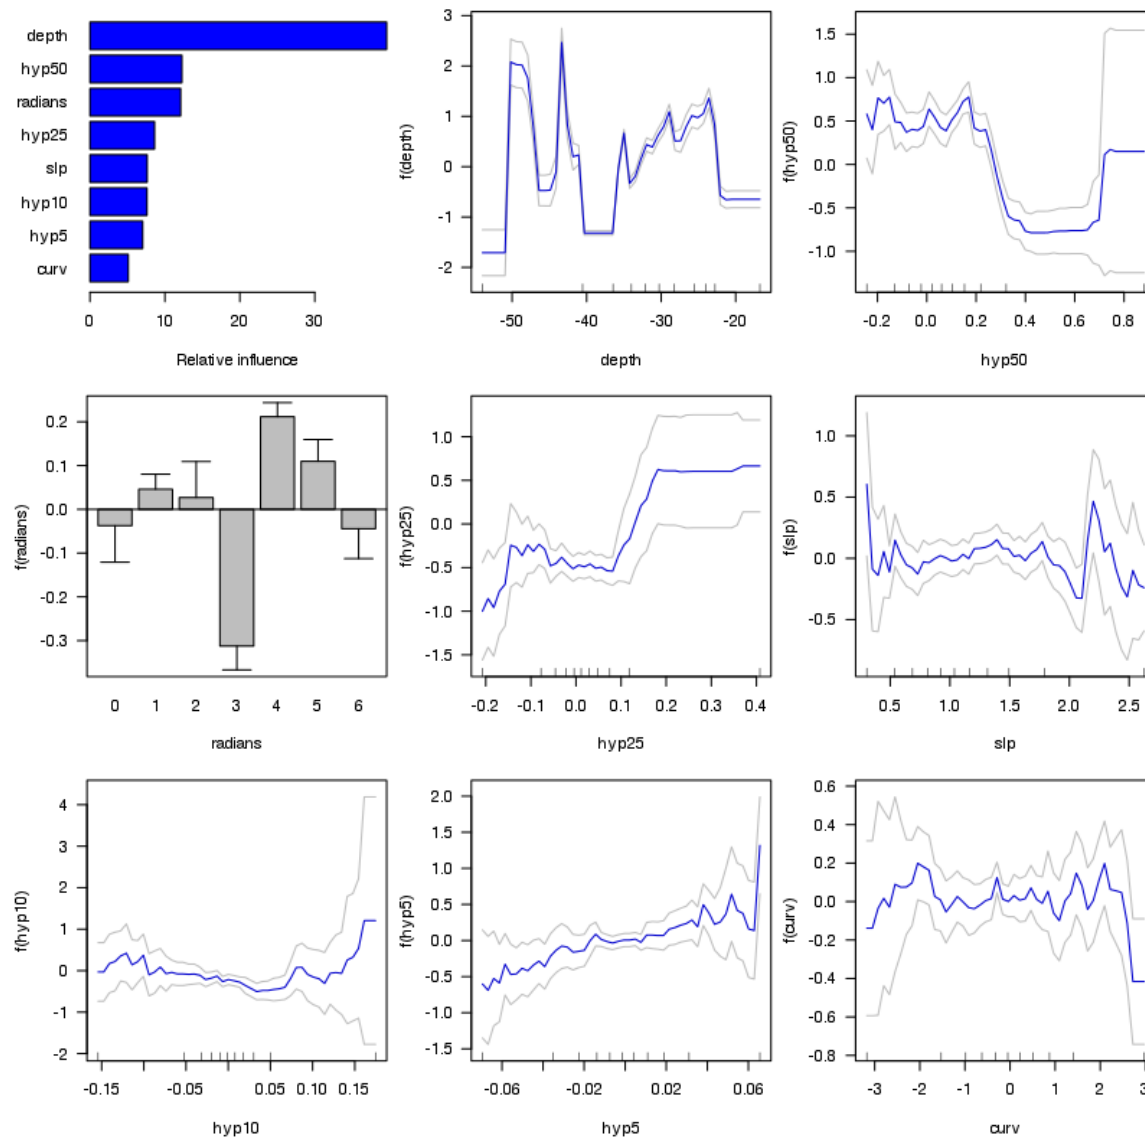 depth
hyp50
radians
hyp25
slp
hyp10
hyp5
curv
0 10 20 30
Relative influence
3
2
1
0
-1
-2
f(depth)
-50 -40 -30 -20
depth
1.5
1.0
0.5
0.0
-0.5
-1.0
f(hyp50)
-0.2 0.0 0.2 0.4 0.6 0.8
hyp50
0.2
0.1
0.0
-0.1
-0.2
-0.3
f(radians)
0 1 2 3 4 5 6
radians
1.0
0.5
0.0
-0.5
-1.0
-1.5
f(hyp25)
-0.2 -0.1 0.0 0.1 0.2 0.3 0.4
hyp25
1.0
0.5
0.0
-0.5
f(slp)
0.5 1.0 1.5 2.0 2.5
slp
4
3
2
1
0
-1
-2
f(hyp10)
-0.15 -0.05 0.05 0.10 0.15
hyp10
2.0
1.5
1.0
0.5
0.0
-0.5
-1.0
-1.5
f(hyp5)
-0.06 -0.02 0.02 0.06
hyp5
0.6
0.4
0.2
0.0
-0.2
-0.4
-0.6
-0.8
f(curv)
-3 -2 -1 0 1 2 3
curv